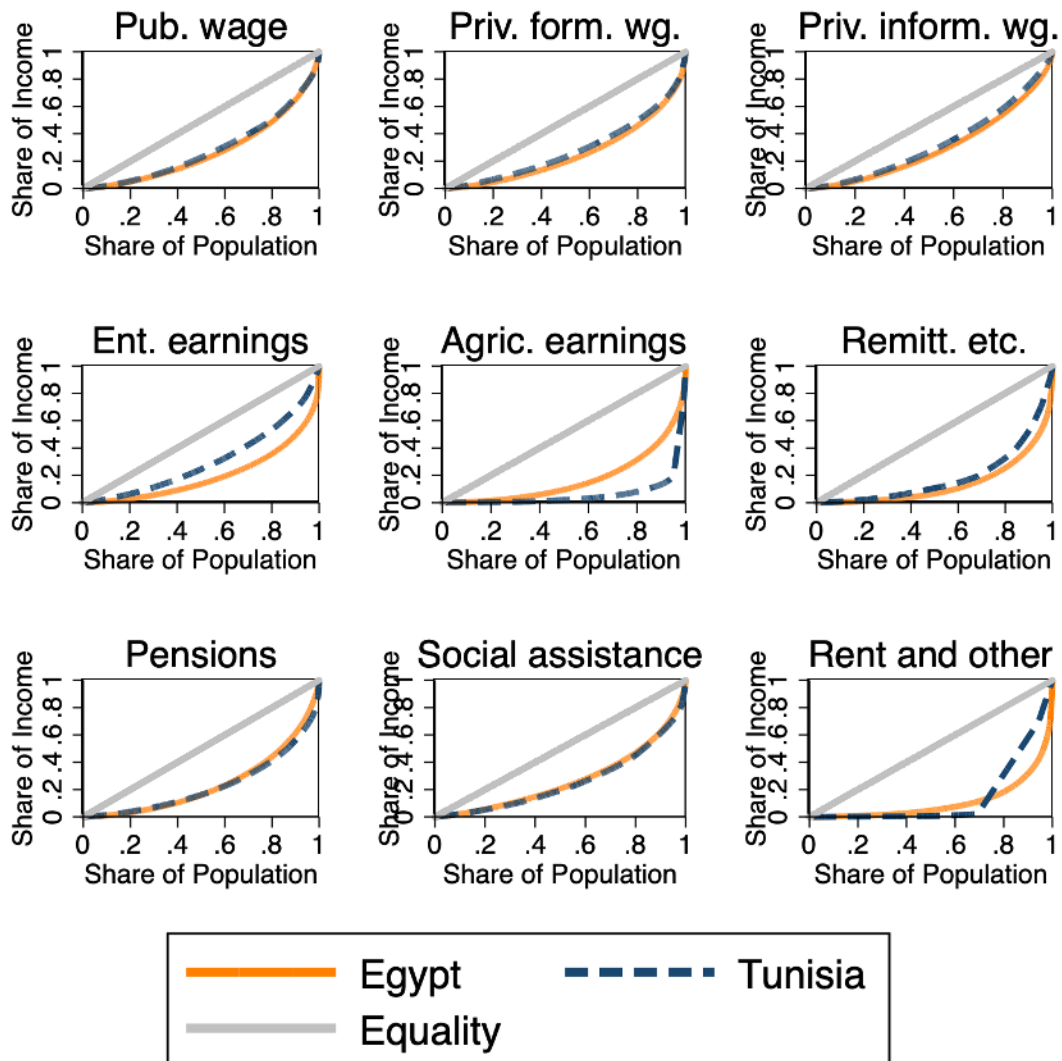 Pub. wage Priv. form. wg. Priv. inform. wg.
Share of Income Share of Income Share of Income
0 .2 .4 .6 .8 1 0 .2 .4 .6 .8 1 0 .2 .4 .6 .8 1
0 .2 .4 .6 .8 1 0 .2 .4 .6 .8 1 0 .2 .4 .6 .8 1
Share of Population Share of Population Share of Population
Ent. earnings Agric. earnings Remitt. etc.
Share of Income Share of Income Share of Income
0 .2 .4 .6 .8 1 0 .2 .4 .6 .8 1 0 .2 .4 .6 .8 1
0 .2 .4 .6 .8 1 0 .2 .4 .6 .8 1 0 .2 .4 .6 .8 1
Share of Population Share of Population Share of Population
Pensions Social assistance Rent and other
Share of Income Share of Income Share of Income
0 .2 .4 .6 .8 1 0 .2 .4 .6 .8 1 0 .2 .4 .6 .8 1
0 .2 .4 .6 .8 1 0 .2 .4 .6 .8 1 0 .2 .4 .6 .8 1
Share of Population Share of Population Share of Population
Egypt Tunisia
Equality